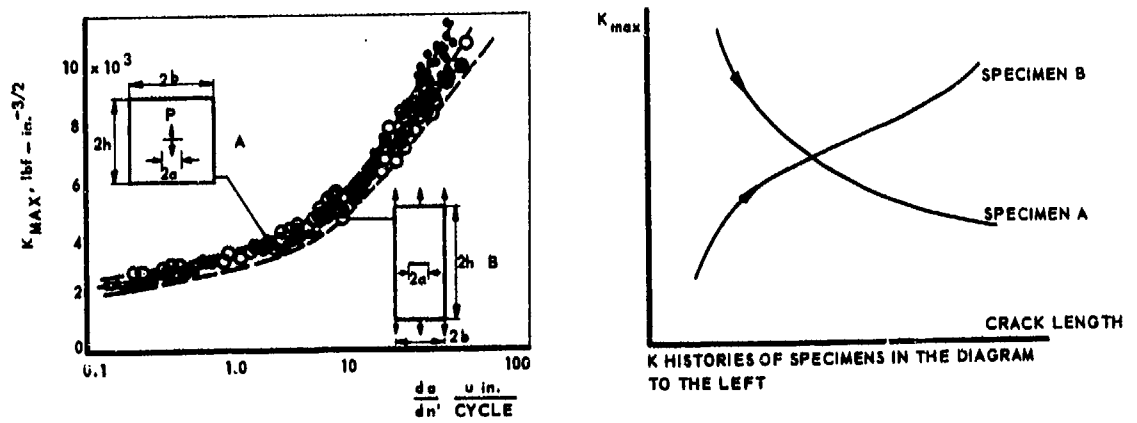 10 × 10³
8
6
4
2
0
K MAX, lbf – in.⁻³/²
2b
2h
P
2a
A
2h B
2a
2b
0.1 1.0 10 100
da u in.
dn' CYCLE
K max
SPECIMEN B
SPECIMEN A
CRACK LENGTH
K HISTORIES OF SPECIMENS IN THE DIAGRAM
TO THE LEFT